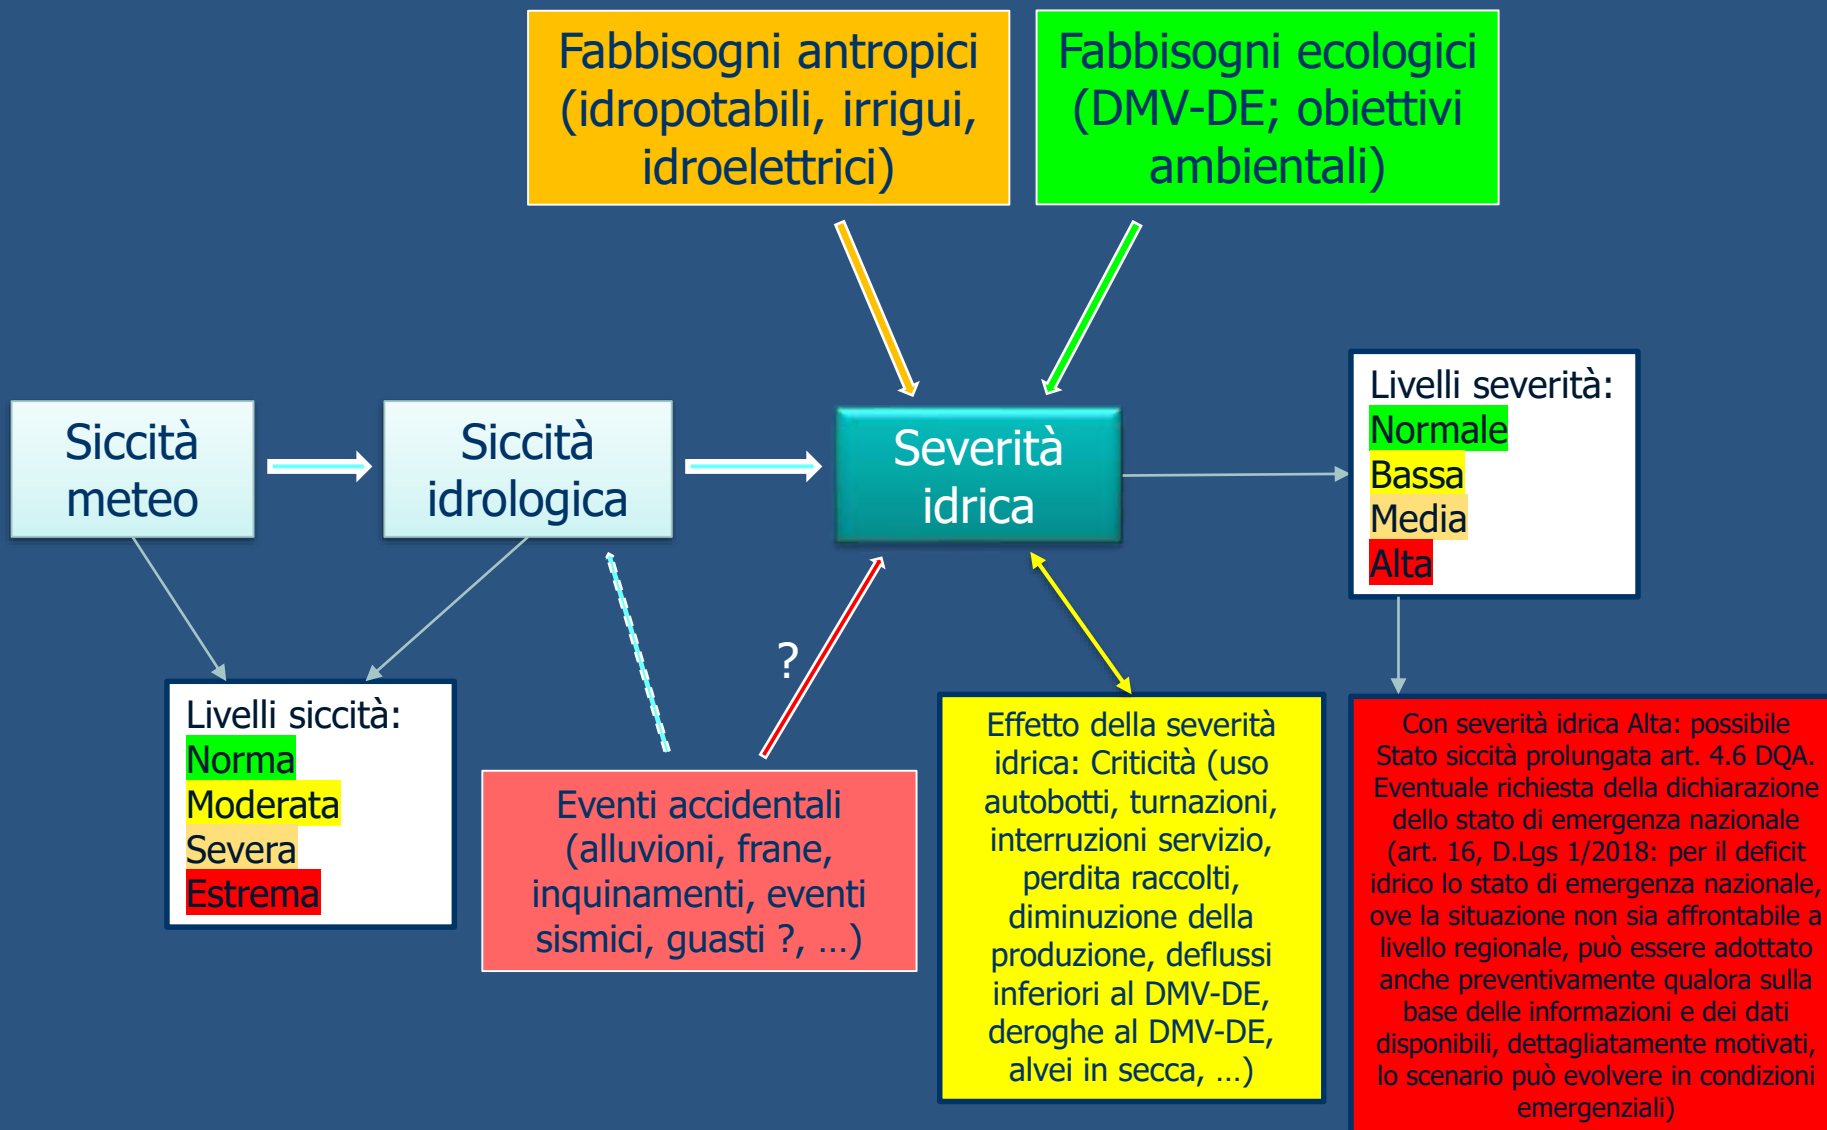 Fabbisogni antropici
(idropotabili, irrigui,
idroelettrici)
Fabbisogni ecologici
(DMV-DE; obiettivi
ambientali)
Siccità
meteo
Siccità
idrologica
Severità
idrica
Livelli severità:
Normale
Bassa
Media
Alta
?
Livelli siccità:
Norma
Moderata
Severa
Estrema
Eventi accidentali
(alluvioni, frane,
inquinamenti, eventi
sismici, guasti ?, …)
Effetto della severità
idrica: Criticità (uso
autobotti, turnazioni,
interruzioni servizio,
perdita raccolti,
diminuzione della
produzione, deflussi
inferiori al DMV-DE,
deroghe al DMV-DE,
alvei in secca, …)
Con severità idrica Alta: possibile
Stato siccità prolungata art. 4.6 DQA.
Eventuale richiesta della dichiarazione
dello stato di emergenza nazionale
(art. 16, D.Lgs 1/2018: per il deficit
idrico lo stato di emergenza nazionale,
ove la situazione non sia affrontabile a
livello regionale, può essere adottato
anche preventivamente qualora sulla
base delle informazioni e dei dati
disponibili, dettagliatamente motivati,
lo scenario può evolvere in condizioni
emergenziali)